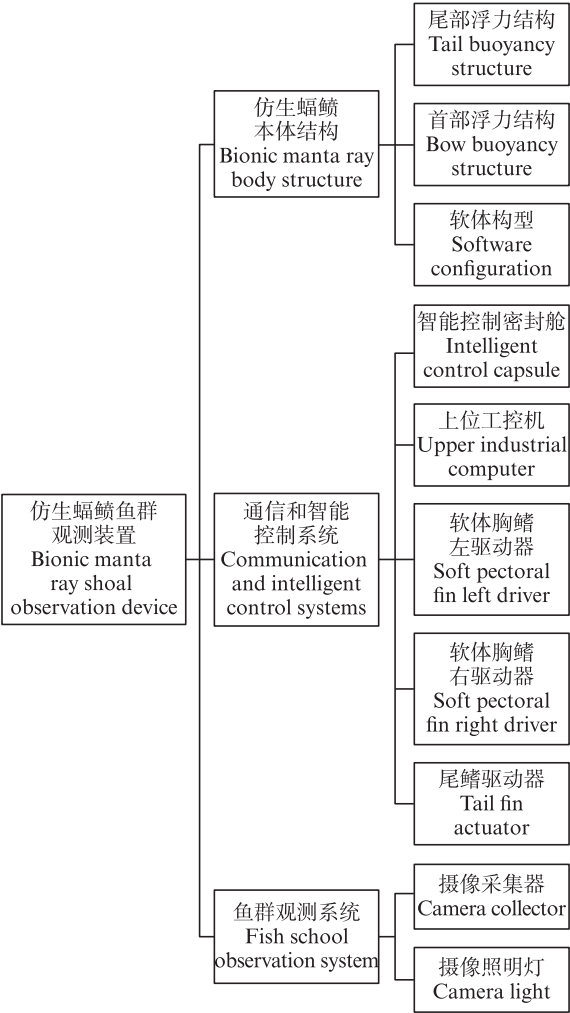 尾部浮力结构
Tail buoyancy
structure
仿生蝠鲼
本体结构
Bionic manta ray
body structure
首部浮力结构
Bow buoyancy
structure
软体构型
Software
configuration
智能控制密封舱
Intelligent
control capsule
上位工控机
Upper industrial
computer
仿生蝠鲼鱼群
观测装置
Bionic manta
ray shoal
observation device
通信和智能
控制系统
Communication
and intelligent
control systems
软体胸鳍
左驱动器
Soft pectoral
fin left driver
软体胸鳍
右驱动器
Soft pectoral
fin right driver
尾鳍驱动器
Tail fin
actuator
鱼群观测系统
Fish school
observation system
摄像采集器
Camera collector
摄像照明灯
Camera light